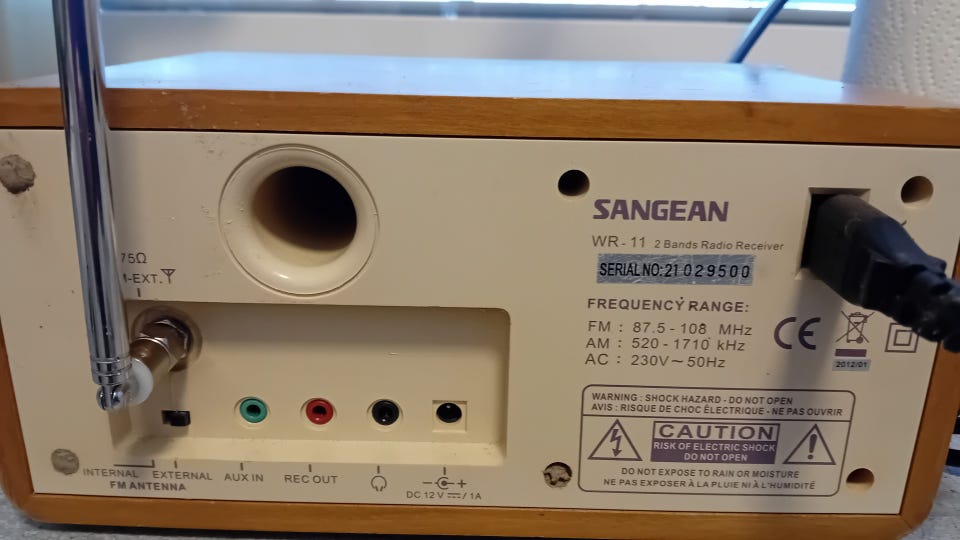 75Ω
M-EXT.
INTERNAL
EXTERNAL
FM ANTENNA
AUX IN
REC OUT
DC 12 V / 1A
SANGEAN
WR - 11 2 Bands Radio Receiver
SERIAL NO: 21 029500
FREQUENCY RANGE:
FM : 87.5 - 108 MHz
AM : 520 - 1710 kHz
AC : 230V ~ 50Hz
CE
2012/01
WARNING : SHOCK HAZARD - DO NOT OPEN
AVIS : RISQUE DE CHOC ÉLECTRIQUE - NE PAS OUVRIR
CAUTION
RISK OF ELECTRIC SHOCK
DO NOT OPEN
DO NOT EXPOSE TO RAIN OR MOISTURE
NE PAS EXPOSER À LA PLUIE NI À L'HUMIDITÉ